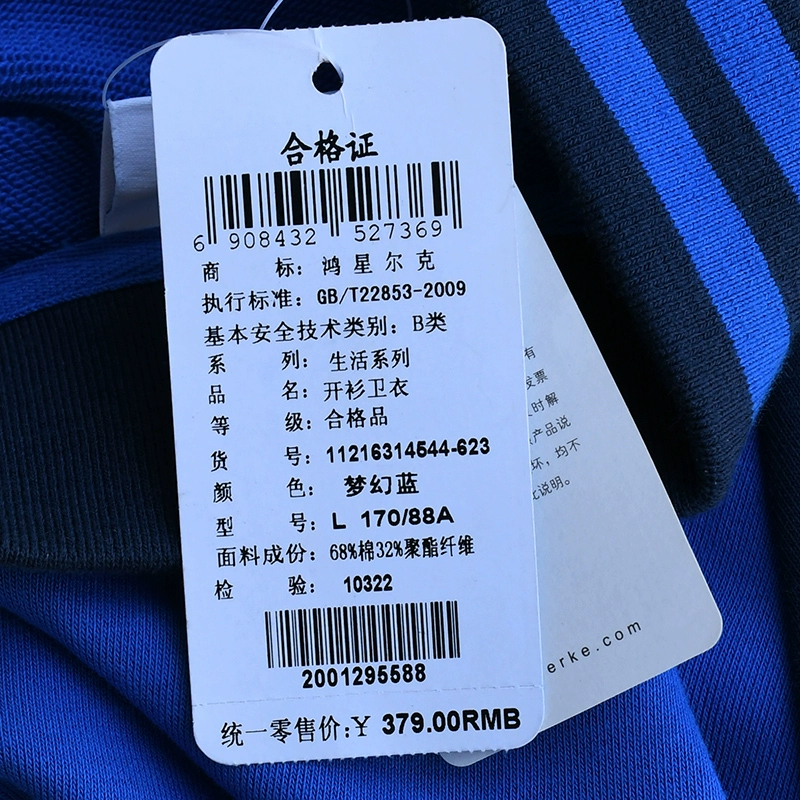 合格证
6 908432 527369
商 标: 鸿星尔克
执行标准: GB/T22853-2009
基本安全技术类别: B类
系 列: 生活系列
品 名: 开衫卫衣
等 级: 合格品
货 号: 11216314544-623
颜 色: 梦幻蓝
型 号: L 170/88A
面料成份: 68%棉32%聚酯纤维
检 验: 10322
2001295588
统一零售价:￥ 379.00RMB
有
发票
时解
产品说
坏,均不
此说明。
erke.com